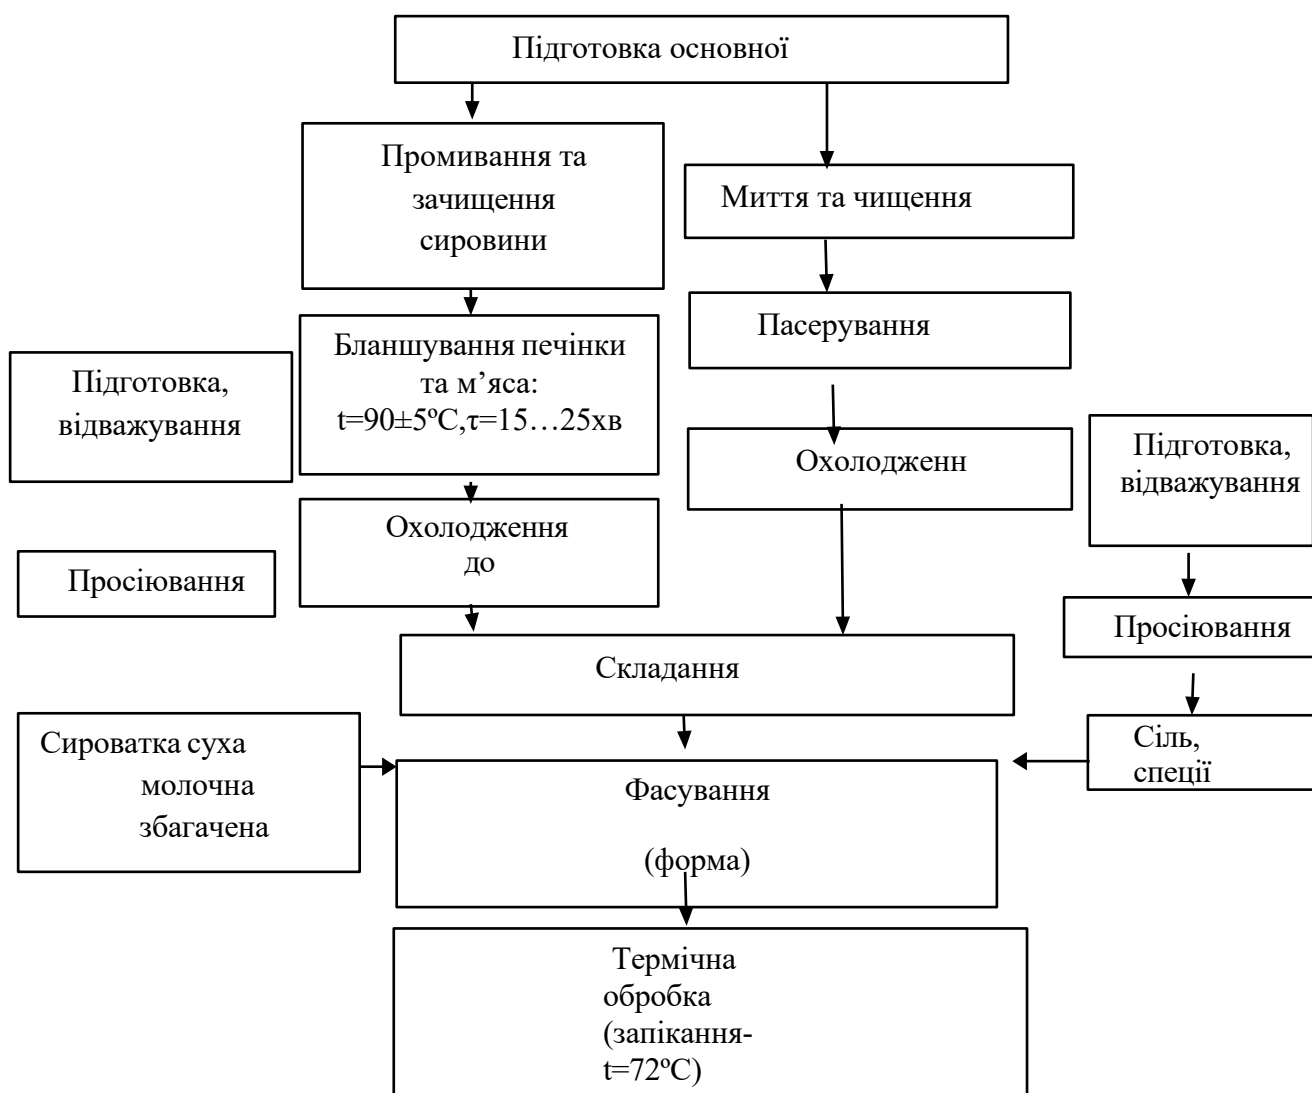 Підготовка основної
Промивання та
зачищення
сировини
Миття та чищення
Пасерування
Бланшування печінки
та м’яса:
t=90±5ºC,τ=15…25хв
Підготовка,
відважування
Охолодженн
Підготовка,
відважування
Охолодження
до
Просіювання
Просіювання
Складання
Сироватка суха
молочна
збагачена
Сіль,
спеції
Фасування
(форма)
Термічна
обробка
(запікання-
t=72ºC)